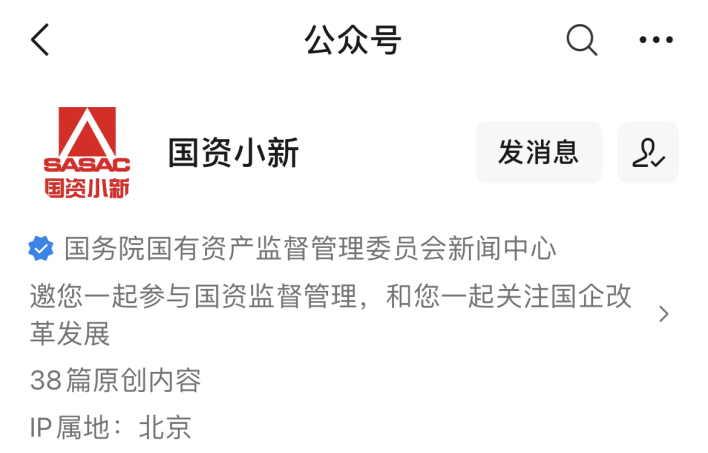 公众号
SASAC
国资小新
国资小新
发消息
国务院国有资产监督管理委员会新闻中心
邀您一起参与国资监督管理，和您一起关注国企改
革发展
38篇原创内容
IP属地：北京